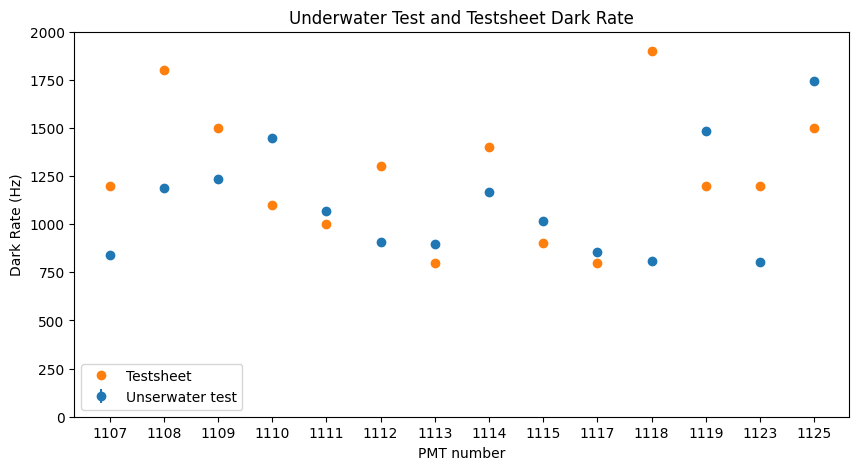 Underwater Test and Testsheet Dark Rate
2000
1750
1500
1250
1000
750
500
250
0
Dark Rate (Hz)
Testsheet
Unserwater test
1107 1108 1109 1110 1111 1112 1113 1114 1115 1117 1118 1119 1123 1125
PMT number